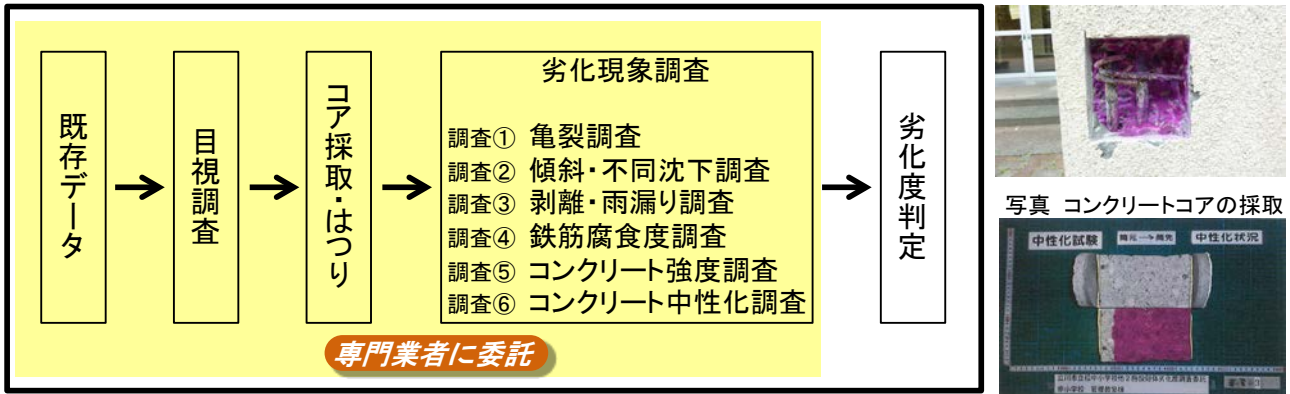 既存データ
目視調査
コア採取・はつり
劣化現象調査
調査① 亀裂調査
調査② 傾斜・不同沈下調査
調査③ 剥離・雨漏り調査
調査④ 鉄筋腐食度調査
調査⑤ コンクリート強度調査
調査⑥ コンクリート中性化調査
劣化度判定
専門業者に委託
写真 コンクリートコアの採取
中性化試験
中性化状況